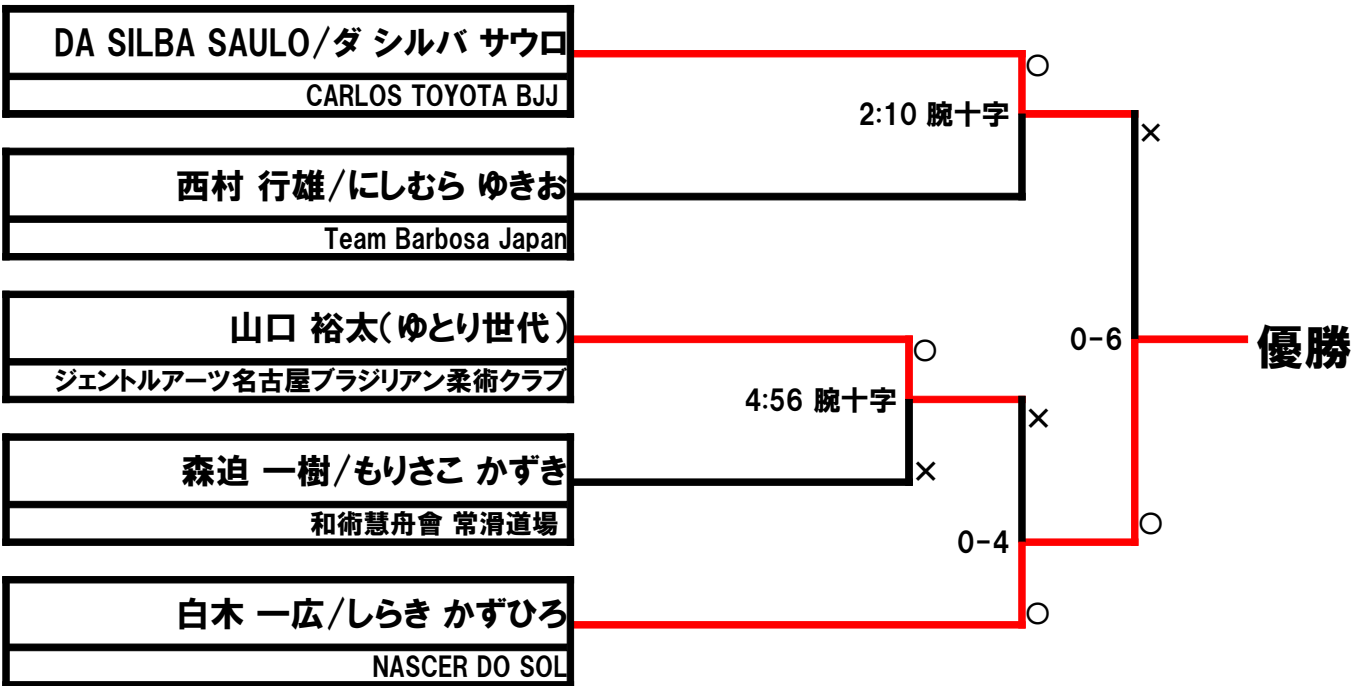 DA SILBA SAULO/ダ シルバ サウロ
CARLOS TOYOTA BJJ
○
2:10 腕十字
×
西村 行雄/にしむら ゆきお
Team Barbosa Japan
山口 裕太(ゆとり世代)
ジェントルアーツ名古屋ブラジリアン柔術クラブ
○
0-6
優勝
4:56 腕十字
×
森迫 一樹/もりさこ かずき
×
和術慧舟會 常滑道場
○
0-4
白木 一広/しらき かずひろ
○
NASCER DO SOL